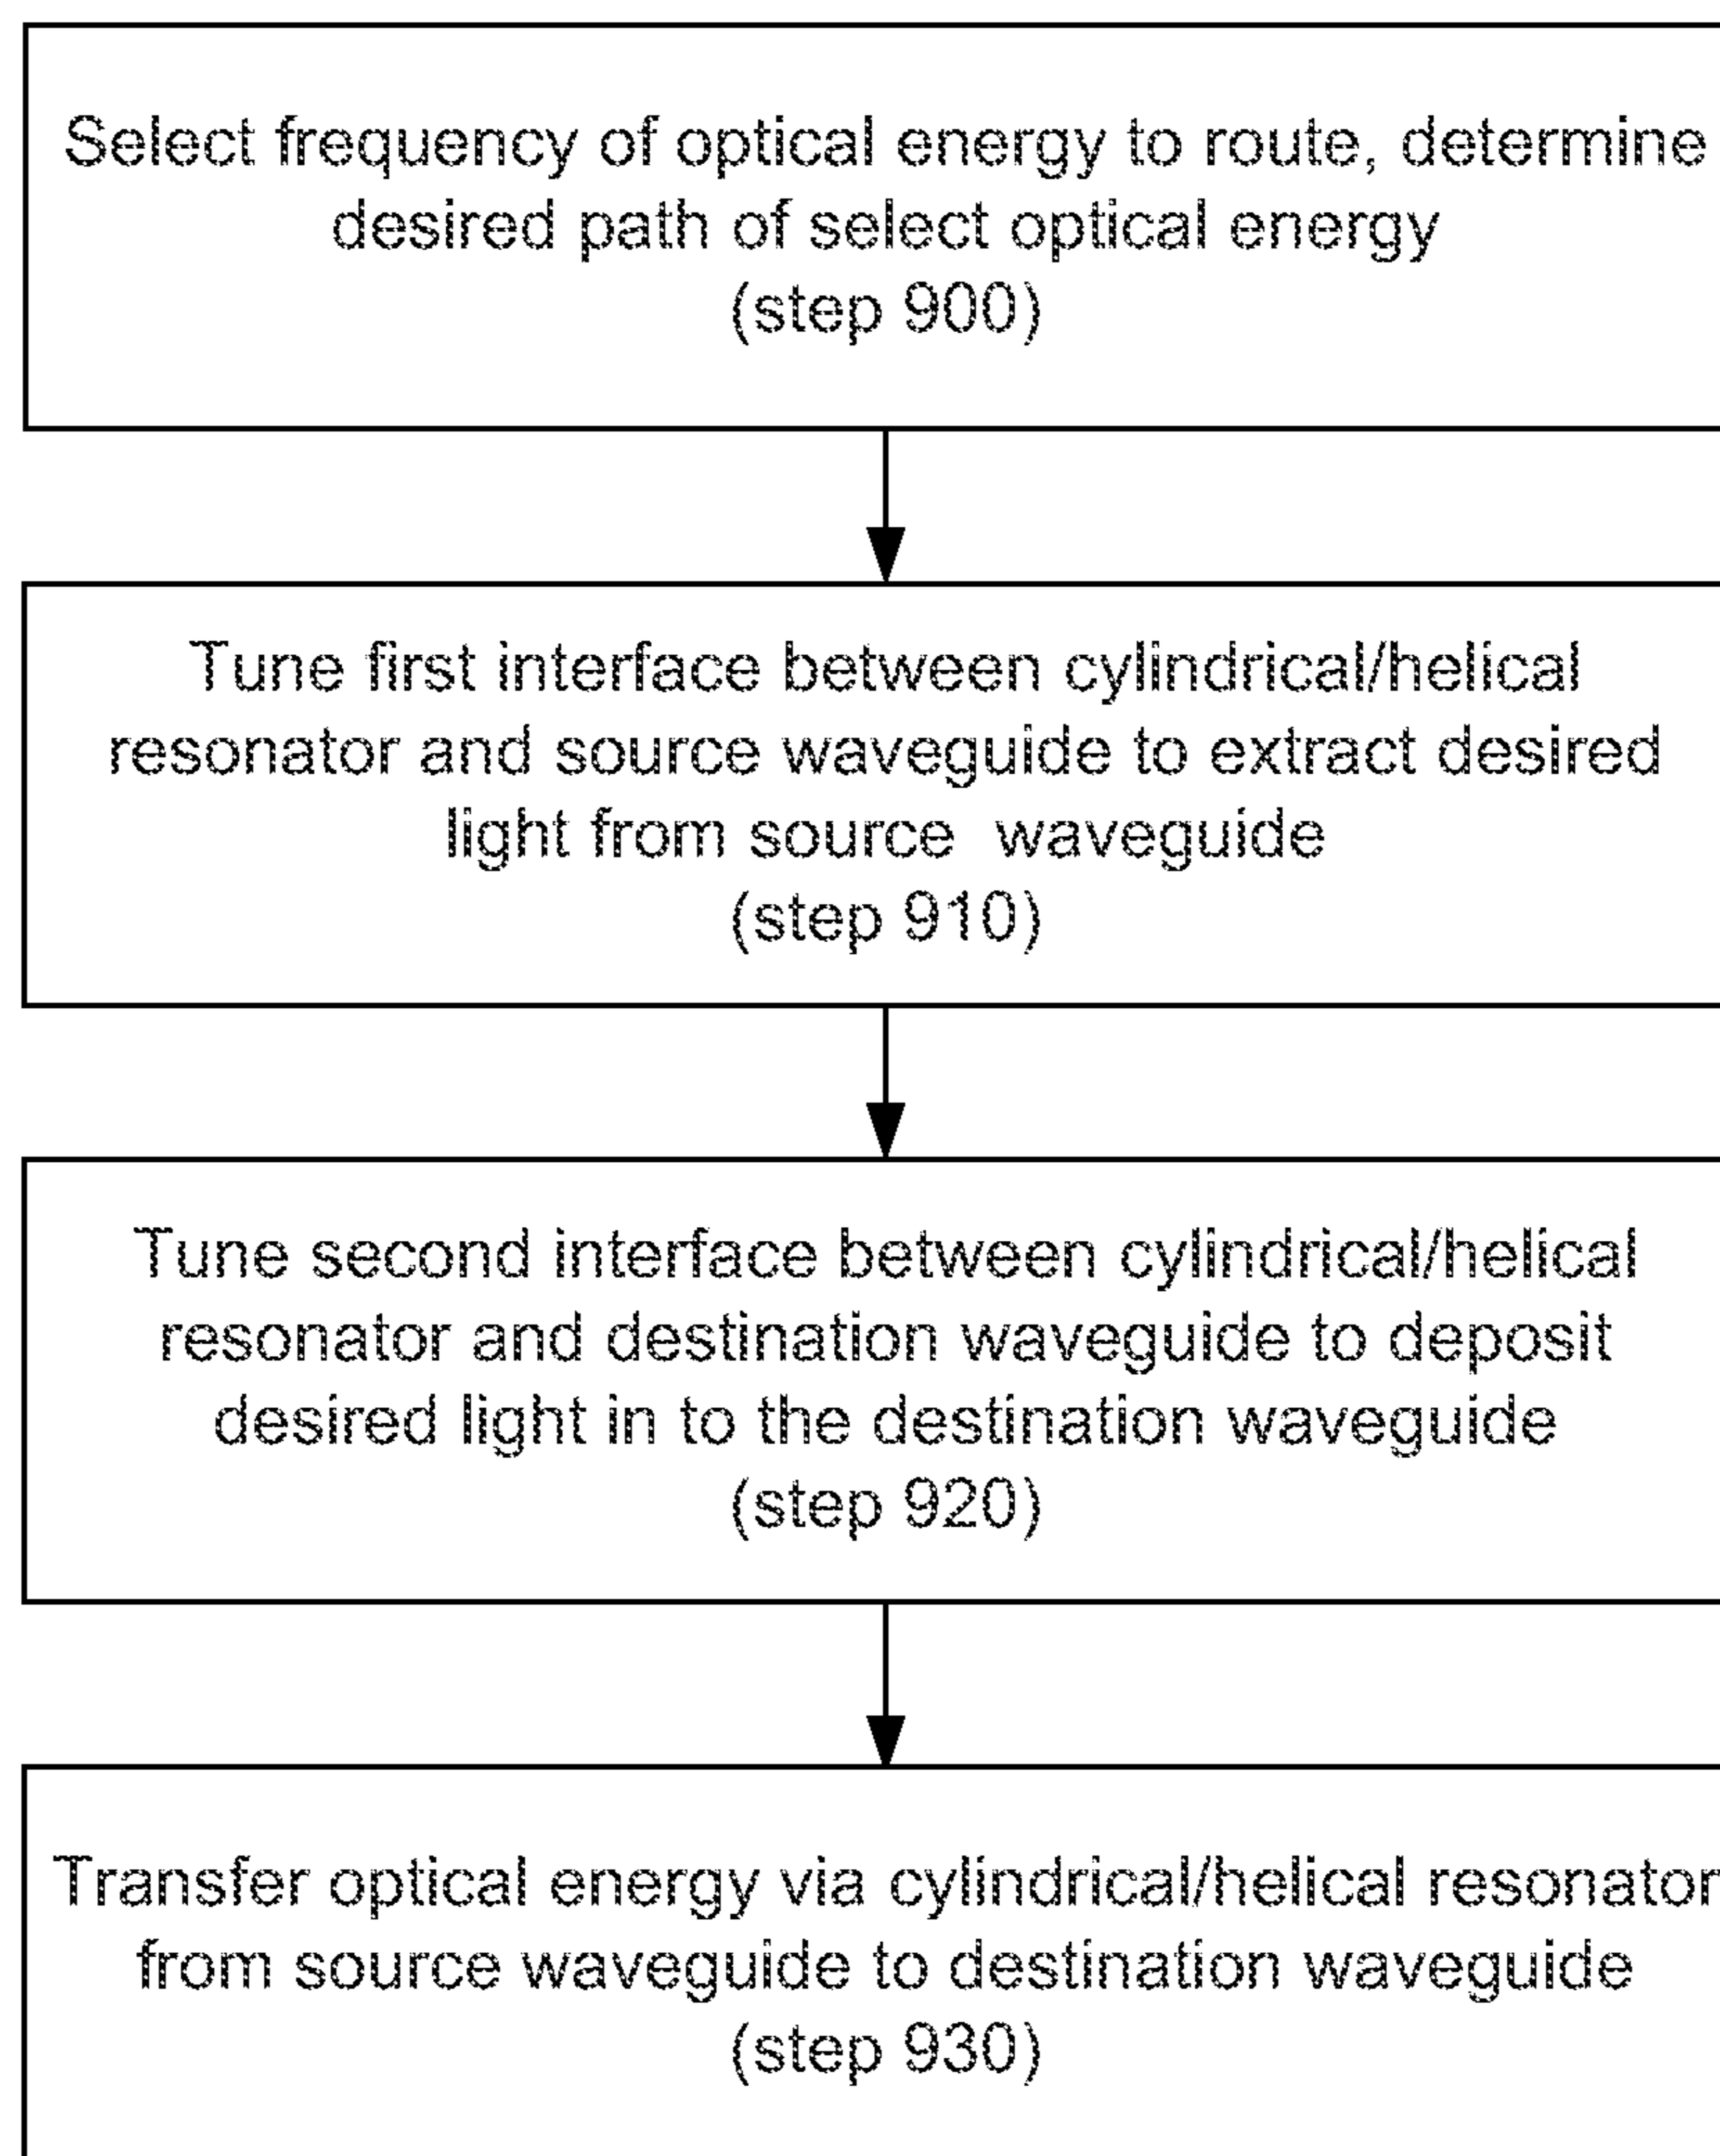 Select frequency of optical energy to route, determine
desired path of select optical energy
(step 900)
Tune first interface between cylindrical/helical
resonator and source waveguide to extract desired
light from source  waveguide
(step 910)
Tune second interface between cylindrical/helical
resonator and destination waveguide to deposit
desired light in to the destination waveguide
(step 920)
Transfer optical energy via cylindrical/helical resonator
from source waveguide to destination waveguide
(step 930)